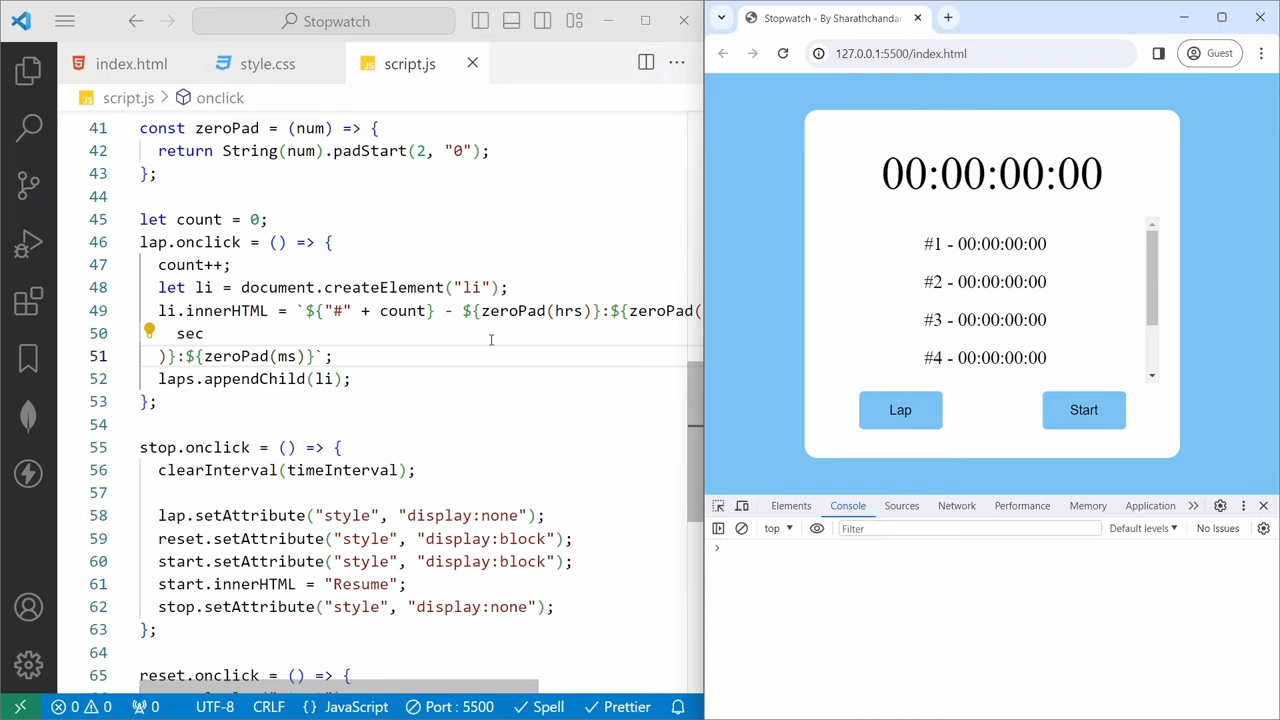 Stopwatch
index.html
style.css
script.js
script.js > onclick
41 const zeroPad = (num) => {
42 return String(num).padStart(2, "0");
43 };
44
45 let count = 0;
46 lap.onclick = () => {
47 count++;
48 let li = document.createElement("li");
49 li.innerHTML = `${"#" + count} - ${zeroPad(hrs)}:${zeroPad(
50 sec
51 )}:${zeroPad(ms)}`;
52 laps.appendChild(li);
53 };
54
55 stop.onclick = () => {
56 clearInterval(timeInterval);
57
58 lap.setAttribute("style", "display:none");
59 reset.setAttribute("style", "display:block");
60 start.setAttribute("style", "display:block");
61 start.innerHTML = "Resume";
62 stop.setAttribute("style", "display:none");
63 };
64
65 reset.onclick = () => {
0 0 0 UTF-8 CRLF {} JavaScript Port : 5500 Spell Prettier
Stopwatch - By Sharathchandar
127.0.0.1:5500/index.html
Guest
00:00:00:00
#1 - 00:00:00:00
#2 - 00:00:00:00
#3 - 00:00:00:00
#4 - 00:00:00:00
Lap
Start
Elements Console Sources Network Performance Memory Application
top Filter Default levels No Issues